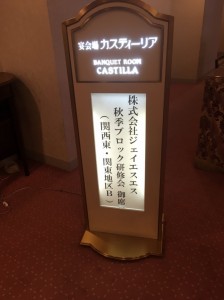 宴会場 カスティーリア
BANQUET ROOM
CASTILLA
株式会社ジェイエスエス
秋季ブロック研修会 御席
（関西東・関東地区B）